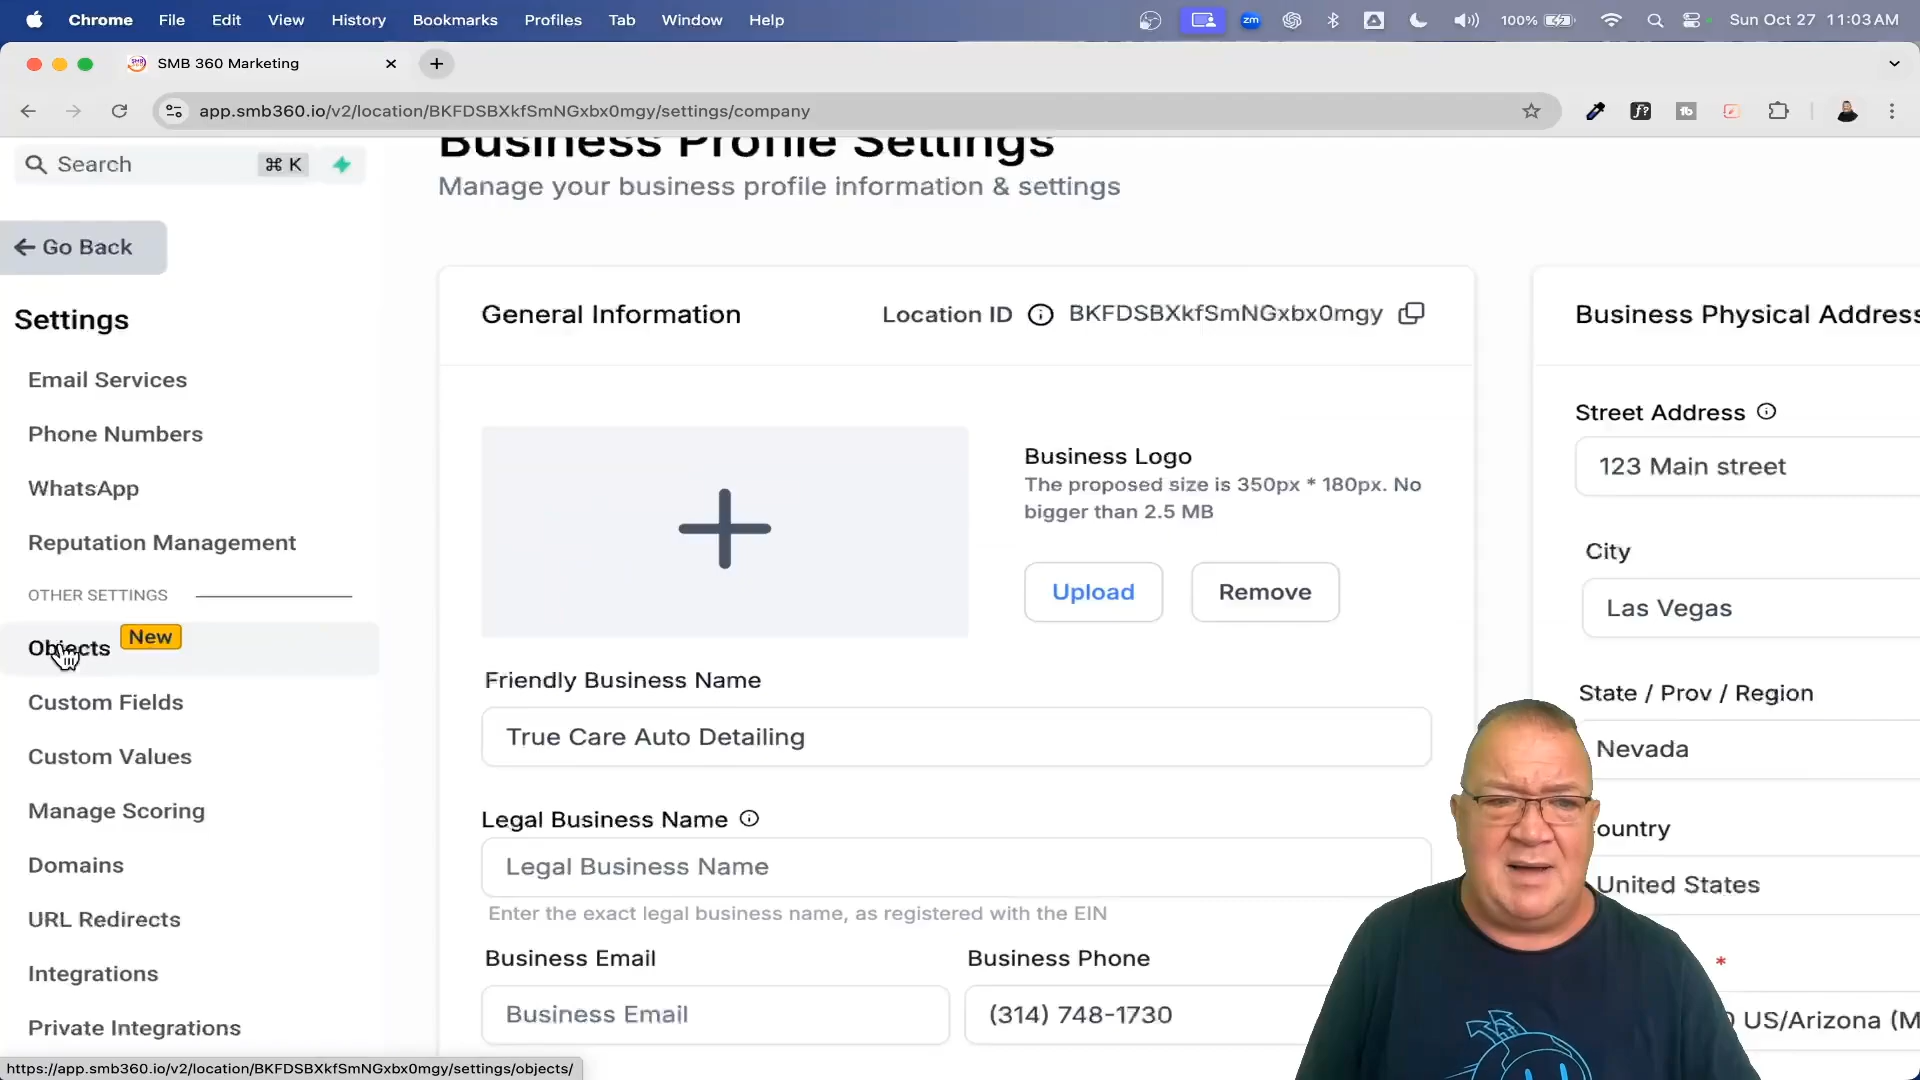 Chrome File Edit View History Bookmarks Profiles Tab Window Help zm 100% Sun Oct 27 11:03 AM
SMB 360 Marketing
app.smb360.io/v2/location/BKFDSBXkfSmNGxbx0mgy/settings/company
Search ⌘ K
Go Back
Settings
Email Services
Phone Numbers
WhatsApp
Reputation Management
OTHER SETTINGS
Objects New
Custom Fields
Custom Values
Manage Scoring
Domains
URL Redirects
Integrations
Private Integrations
https://app.smb360.io/v2/location/BKFDSBXkfSmNGxbx0mgy/settings/objects/
Business Profile Settings
Manage your business profile information & settings
General Information
Location ID BKFDSBXkfSmNGxbx0mgy
Business Logo
The proposed size is 350px * 180px. No
bigger than 2.5 MB
Upload Remove
Friendly Business Name
True Care Auto Detailing
Legal Business Name
Legal Business Name
Enter the exact legal business name, as registered with the EIN
Business Email
Business Email
Business Phone
(314) 748-1730
Business Physical Address
Street Address
123 Main street
City
Las Vegas
State / Prov / Region
Nevada
ountry
United States
*
US/Arizona (M